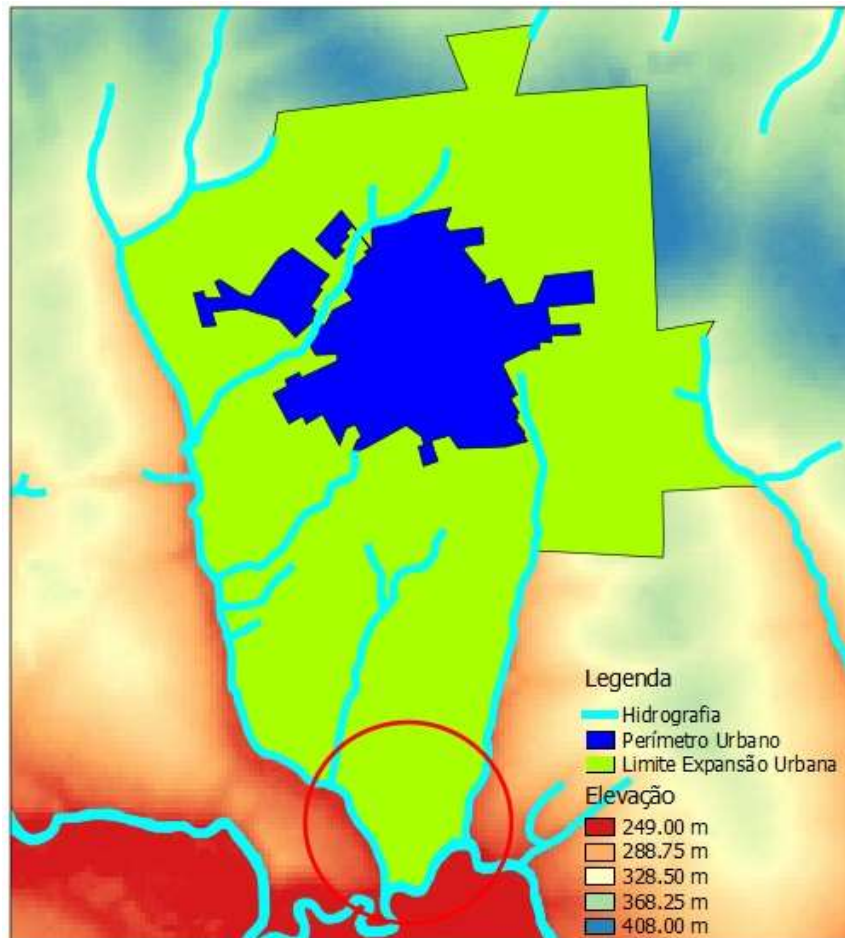 Legenda
Hidrografia
Perímetro Urbano
Limite Expansão Urbana
Elevação
249.00 m
288.75 m
328.50 m
368.25 m
408.00 m